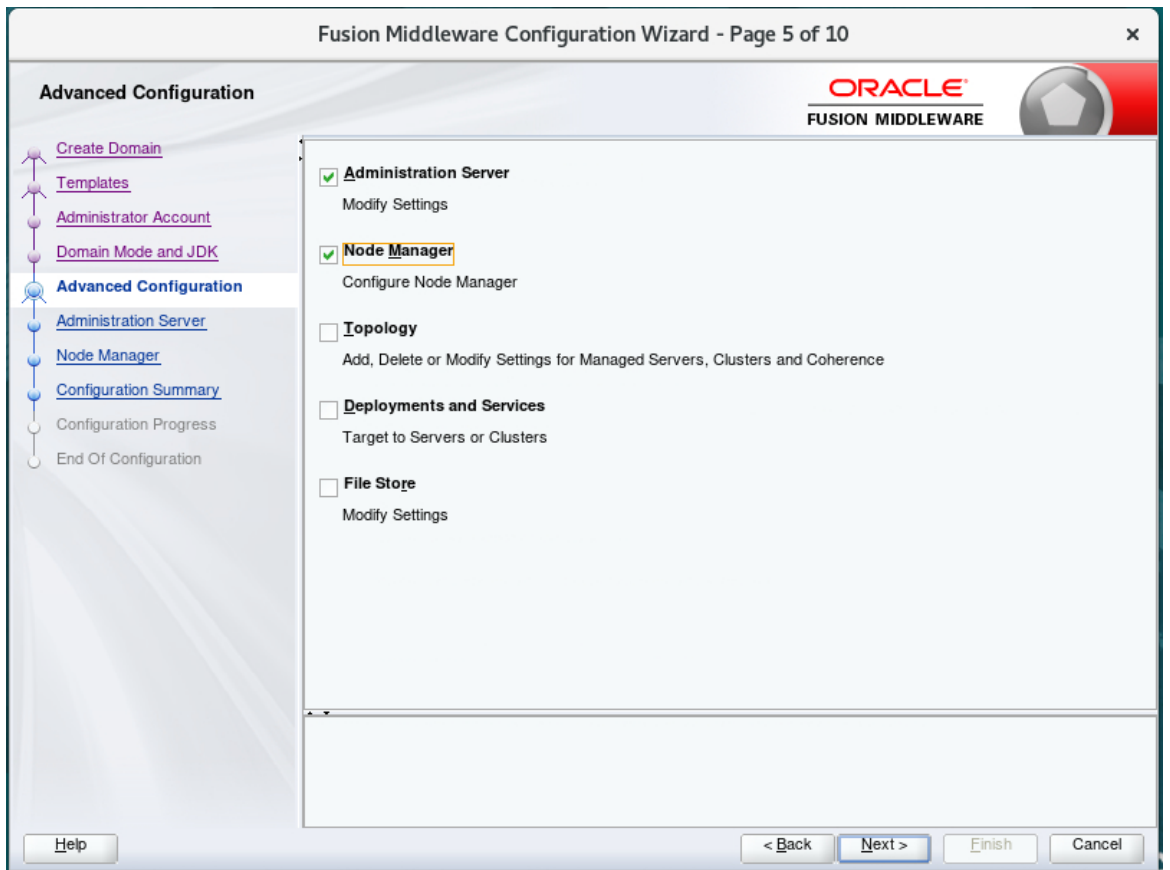 Fusion Middleware Configuration Wizard - Page 5 of 10
×
Advanced Configuration
ORACLE
FUSION MIDDLEWARE
Create Domain
Templates
Administrator Account
Domain Mode and JDK
Advanced Configuration
Administration Server
Node Manager
Configuration Summary
Configuration Progress
End Of Configuration
Administration Server
Modify Settings
Node Manager
Configure Node Manager
Topology
Add, Delete or Modify Settings for Managed Servers, Clusters and Coherence
Deployments and Services
Target to Servers or Clusters
File Store
Modify Settings
Help
< Back
Next >
Finish
Cancel